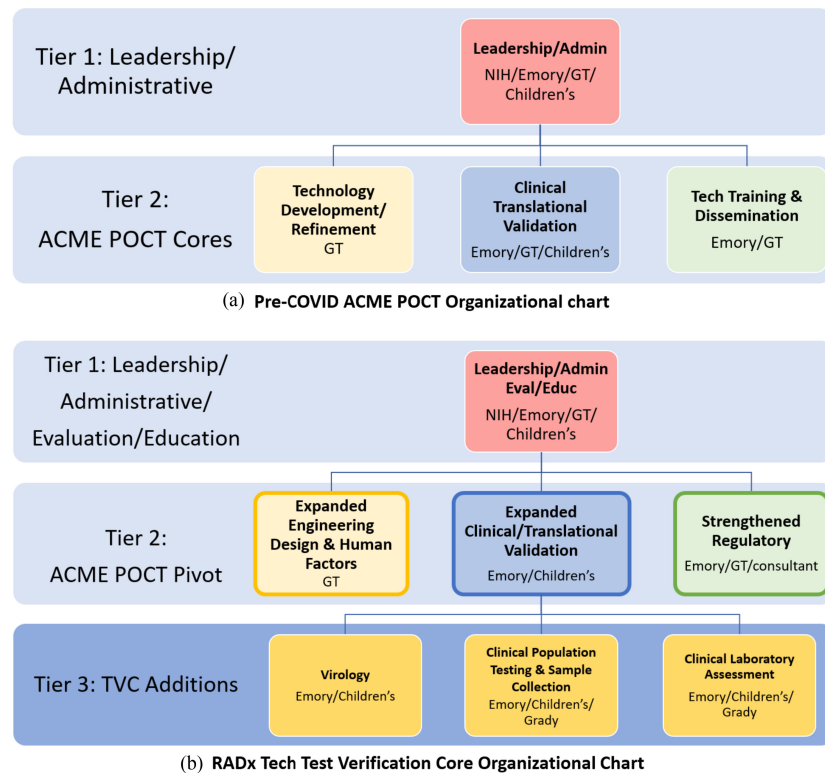 Tier 1: Leadership/
Administrative
Leadership/Admin
NIH/Emory/GT/
Children's
Tier 2:
ACME POCT Cores
Technology
Development/
Refinement
GT
Clinical
Translational
Validation
Emory/GT/Children's
Tech Training &
Dissemination
Emory/GT
(a) Pre-COVID ACME POCT Organizational chart
Tier 1: Leadership/
Administrative/
Evaluation/Education
Leadership/Admin
Eval/Educ
NIH/Emory/GT/
Children's
Tier 2:
ACME POCT Pivot
Expanded
Engineering
Design & Human
Factors
GT
Expanded
Clinical/Translational
Validation
Emory/Children's
Strengthened
Regulatory
Emory/GT/consultant
Tier 3: TVC Additions
Virology
Emory/Children's
Clinical Population
Testing & Sample
Collection
Emory/Children's/
Grady
Clinical Laboratory
Assessment
Emory/Children's/
Grady
(b) RADx Tech Test Verification Core Organizational Chart